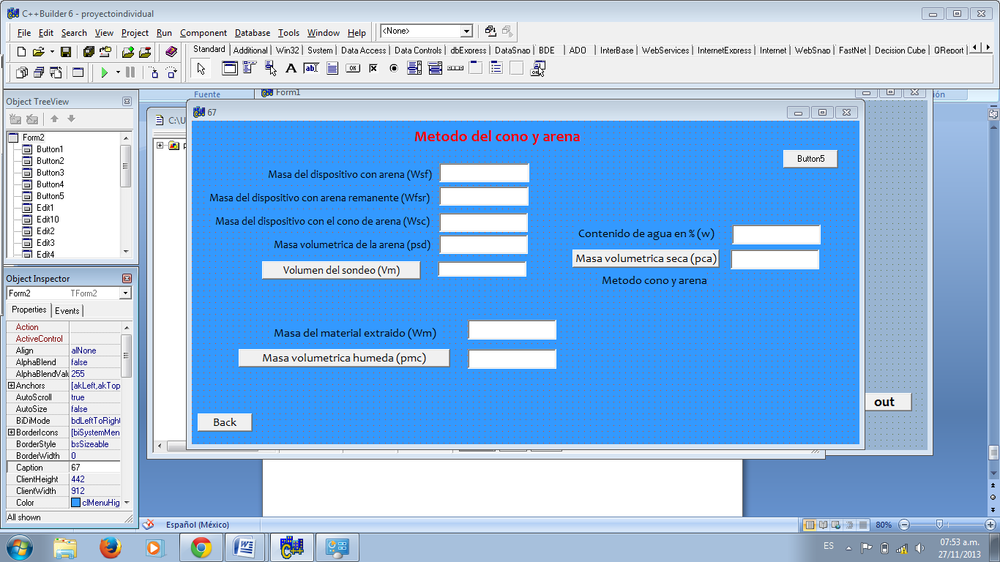 C++Builder 6 - proyectoindividual
File Edit Search View Project Run Component Database Tools Window Help
<None>
Standard Additional Win32 System Data Access Data Controls dbExpress DataSnap BDE ADO InterBase WebServices InternetExpress Internet WebSnap FastNet Decision Cube QReport
Fuente
Form1
ión
Object TreeView
Form2
Button1
Button2
Button3
Button4
Button5
Edit1
Edit10
Edit2
Edit3
Edit4
C:\U
67
Metodo del cono y arena
Button5
Masa del dispositivo con arena (Wsf)
Masa del dispositivo con arena remanente (Wfsr)
Masa del dispositivo con el cono de arena (Wsc)
Masa volumetrica de la arena (psd)
Volumen del sondeo (Vm)
Contenido de agua en % (w)
Masa volumetrica seca (pca)
Metodo cono y arena
Masa del material extraido (Wm)
Masa volumetrica humeda (pmc)
Back
out
Object Inspector
Form2 TForm2
Properties Events
Action
ActiveControl
Align alNone
AlphaBlend false
AlphaBlendValu 255
Anchors [akLeft,akTop
AutoScroll true
AutoSize false
BiDiMode bdLeftToRight
BorderIcons [biSystemMen
BorderStyle bsSizeable
BorderWidth 0
Caption 67
ClientHeight 442
ClientWidth 912
Color clMenuHig
All shown
Español (México)
80%
ES
07:53 a.m.
27/11/2013